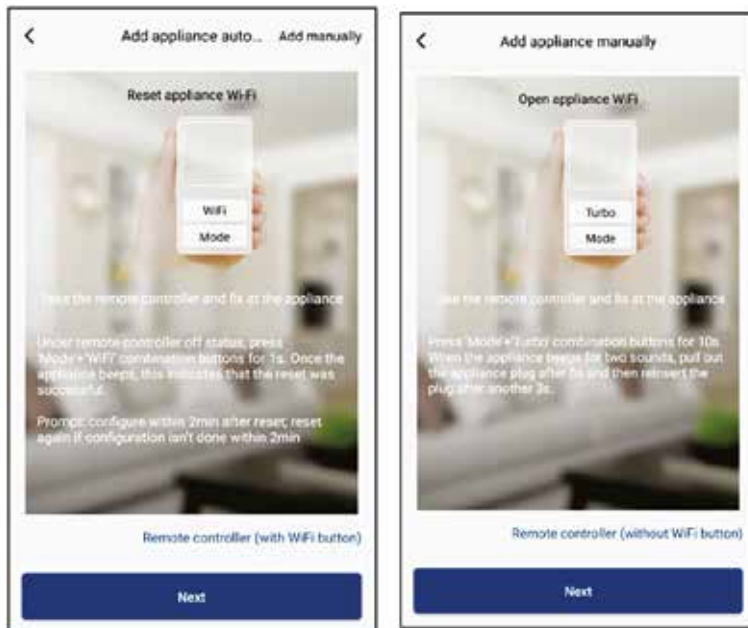 Add appliance auto... Add manually
Reset appliance Wi-Fi
WiFi
Mode
Take the remote controller and fix at the appliance
Under remote controller off status, press
'Mode'+'WiFi' combination buttons for 1s. Once the
appliance beeps, this indicates that the reset was
successful.
Prompt: configure within 2min after reset, reset
again if configuration isn't done within 2min
Remote controller (with WiFi button)
Next
Add appliance manually
Open appliance WiFi
Turbo
Mode
the remote controller and fix at the appliance
Press 'Mode'+'Turbo' combination buttons for 10s.
When the appliance beeps for two sounds, pull out
the appliance plug after and then reinsert the
plug after another 3s.
Remote controller (without WiFi button)
Next